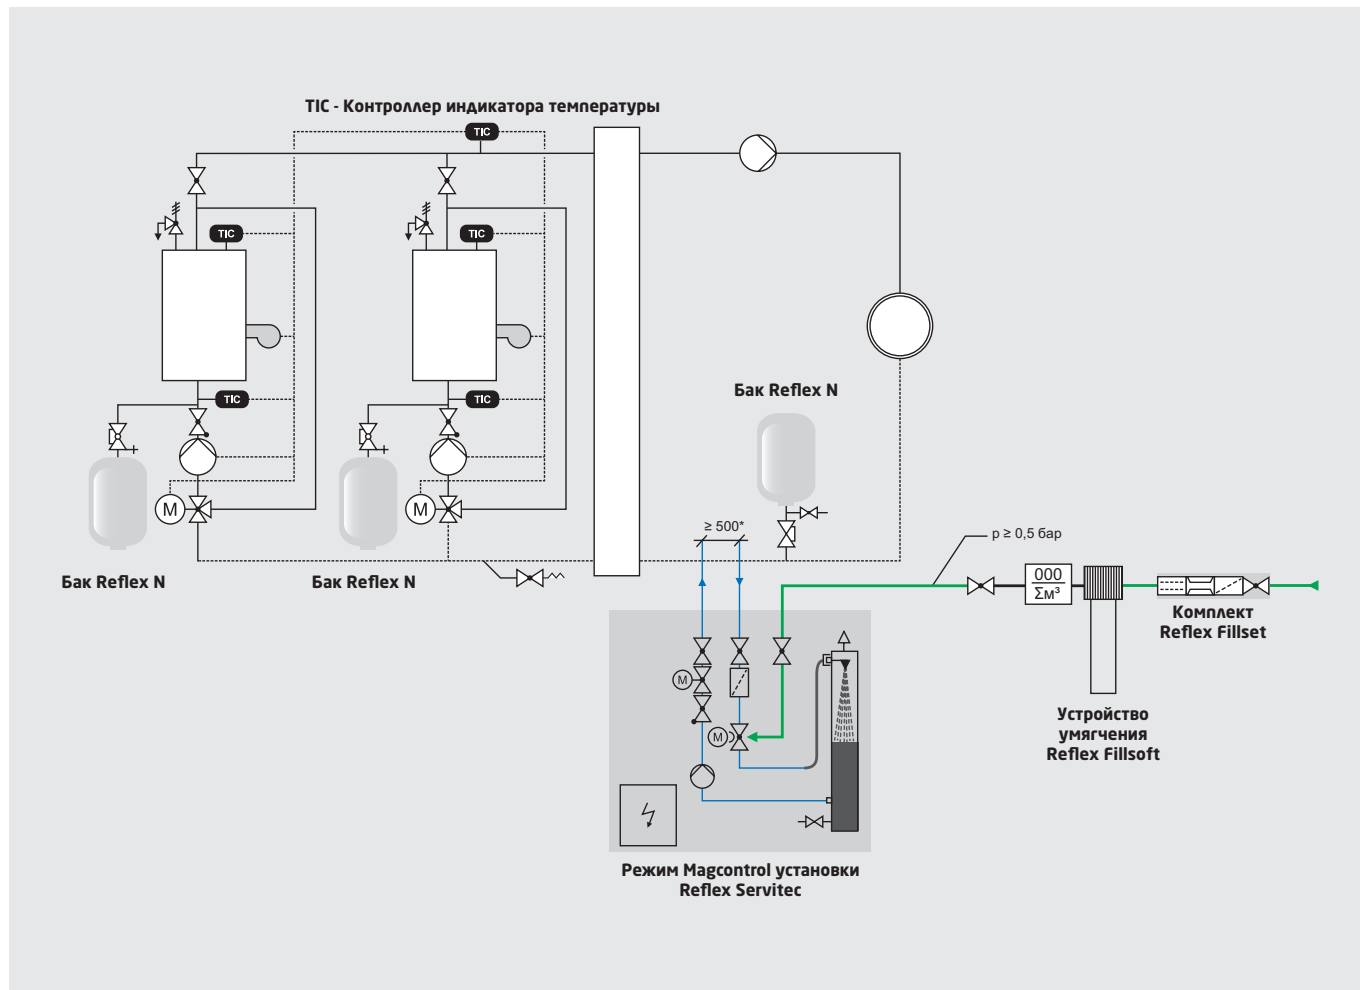 TIC - Контроллер индикатора температуры
TIC
TIC
TIC
TIC
TIC
Бак Reflex N
M
M
≥ 500*
p ≥ 0,5 бар
Бак Reflex N
Бак Reflex N
000
Σм³
Комплект
Reflex Fillset
M
M
Устройство
умягчения
Reflex Fillsoft
Режим Magcontrol установки
Reflex Servitec